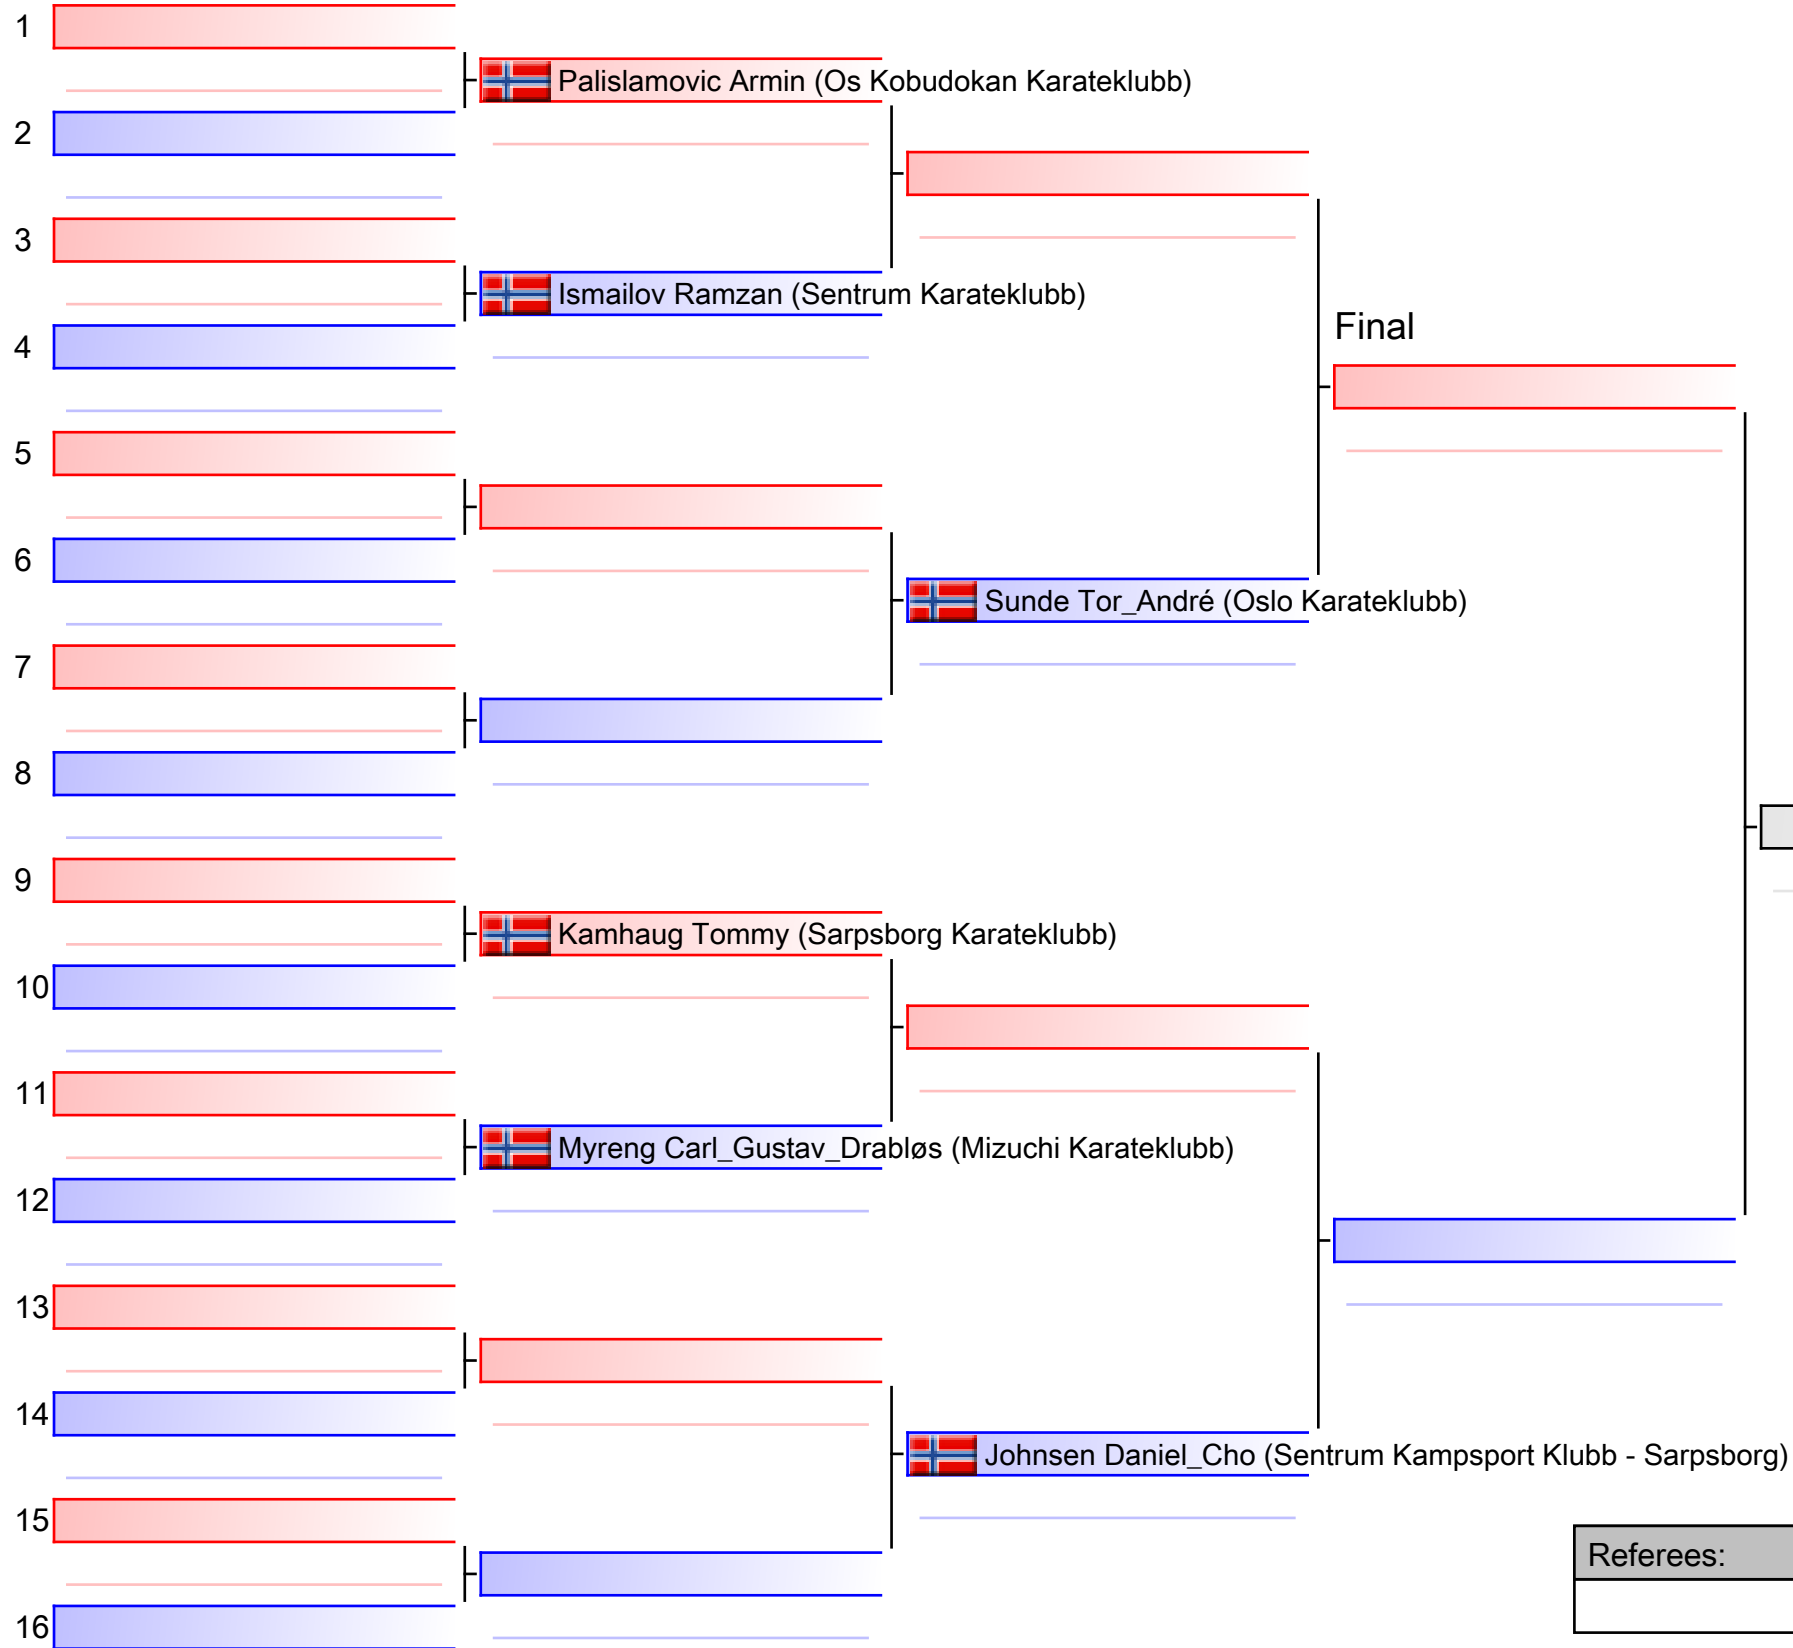 1
Palislamovic Armin (Os Kobudokan Karateklubb)
2
3
Ismailov Ramzan (Sentrum Karateklubb)
Final
4
5
6
Sunde Tor_André (Oslo Karateklubb)
7
8
9
Kamhaug Tommy (Sarpsborg Karateklubb)
10
11
Myreng Carl_Gustav_Drabløs (Mizuchi Karateklubb)
12
13
14
Johnsen Daniel_Cho (Sentrum Kampsport Klubb - Sarpsborg)
15
Referees:
16